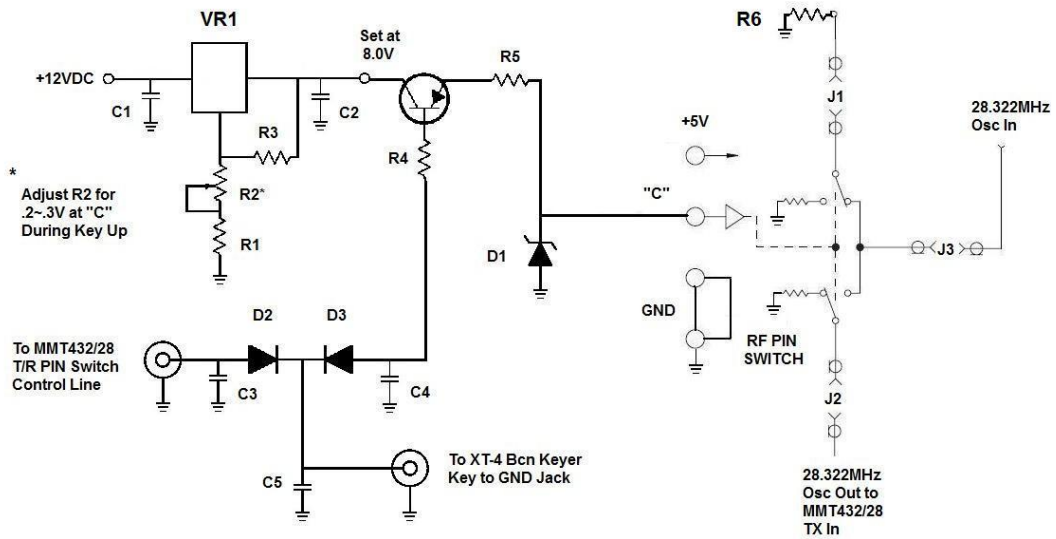 VR1
R6
Set at
8.0V
R5
+12VDC
C1
C2
J1
28.322MHz
Osc In
+5V
R3
R4
*
Adjust R2 for
.2~.3V at "C"
During Key Up
R2*
"C"
R1
D1
J3
GND
D2
D3
RF PIN
SWITCH
To MMT432/28
T/R PIN Switch
Control Line
C3
C4
J2
To XT-4 Bcn Keyer
Key to GND Jack
C5
28.322MHz
Osc Out to
MMT432/28
TX In